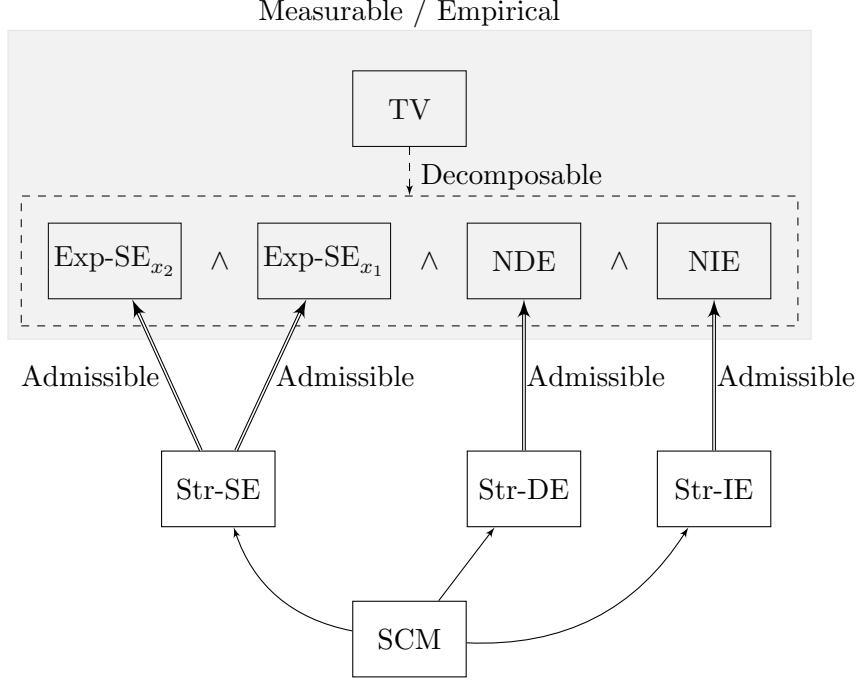 Measurable / Empirical
TV
Decomposable
Exp-SE_{x_2} ∧ Exp-SE_{x_1} ∧ NDE ∧ NIE
Admissible Admissible Admissible Admissible
Str-SE Str-DE Str-IE
SCM